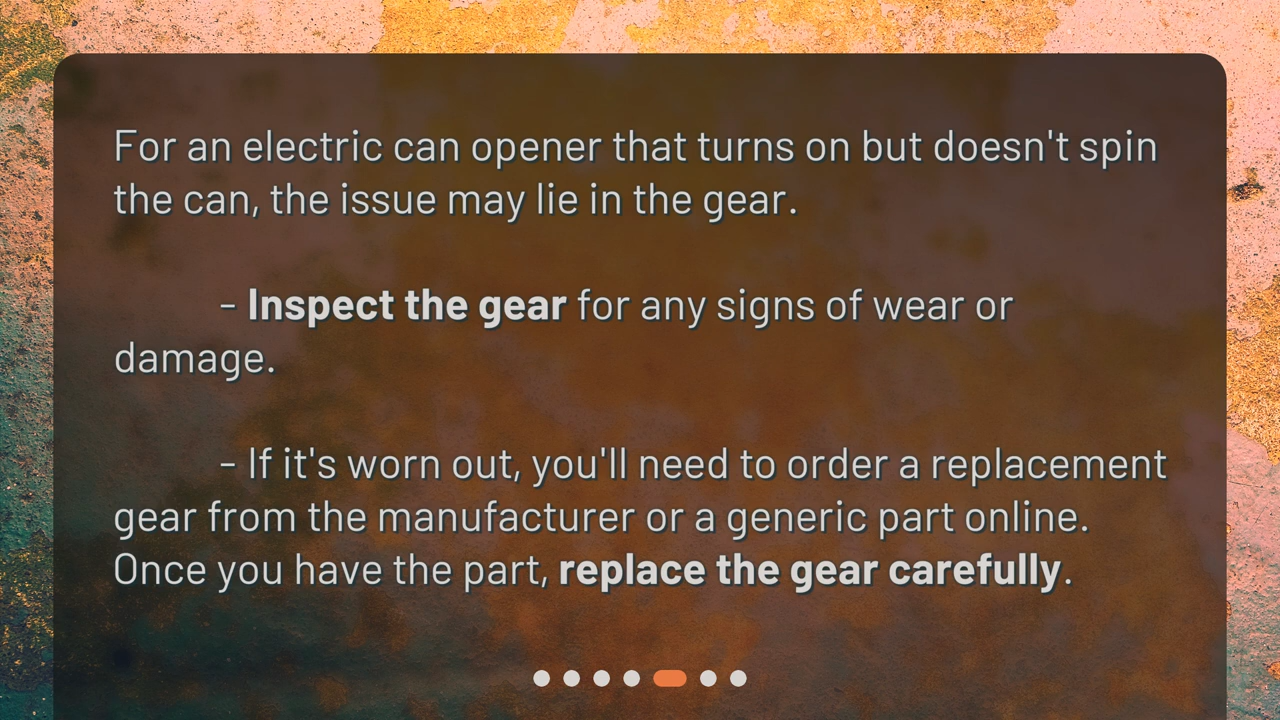 For an electric can opener that turns on but doesn't spin
the can, the issue may lie in the gear.
- Inspect the gear for any signs of wear or
damage.
- If it's worn out, you'll need to order a replacement
gear from the manufacturer or a generic part online.
Once you have the part, replace the gear carefully.